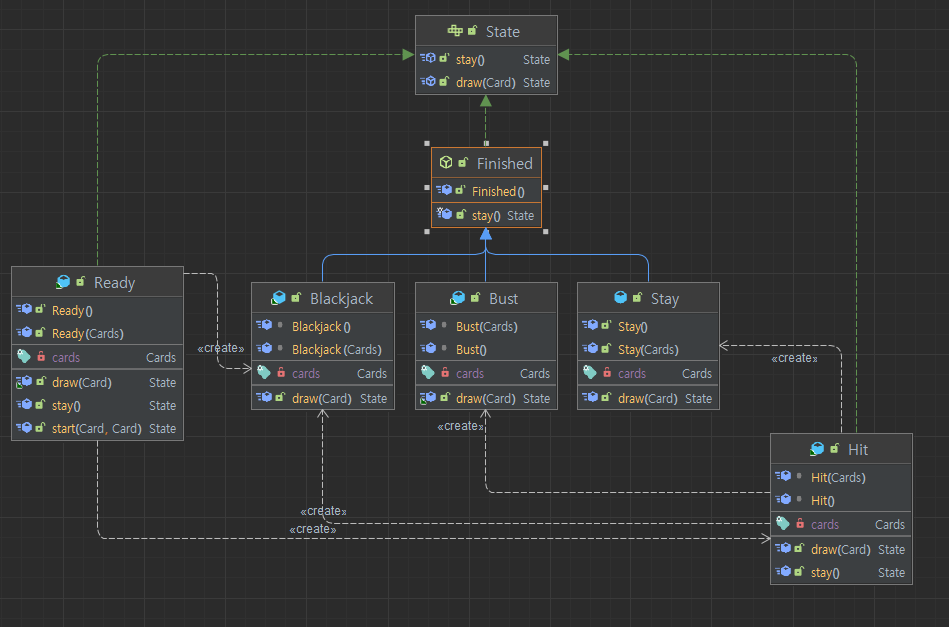 State
stay() State
draw(Card) State
Finished
Finished()
stay() State
Ready
Ready()
Ready(Cards)
cards Cards
draw(Card) State
stay() State
start(Card, Card) State
«create»
Blackjack
Blackjack()
Blackjack(Cards)
cards Cards
draw(Card) State
Bust
Bust(Cards)
Bust()
cards Cards
draw(Card) State
Stay
Stay()
Stay(Cards)
cards Cards
draw(Card) State
«create»
«create»
Hit
Hit(Cards)
Hit()
cards Cards
draw(Card) State
stay() State
«create»
«create»